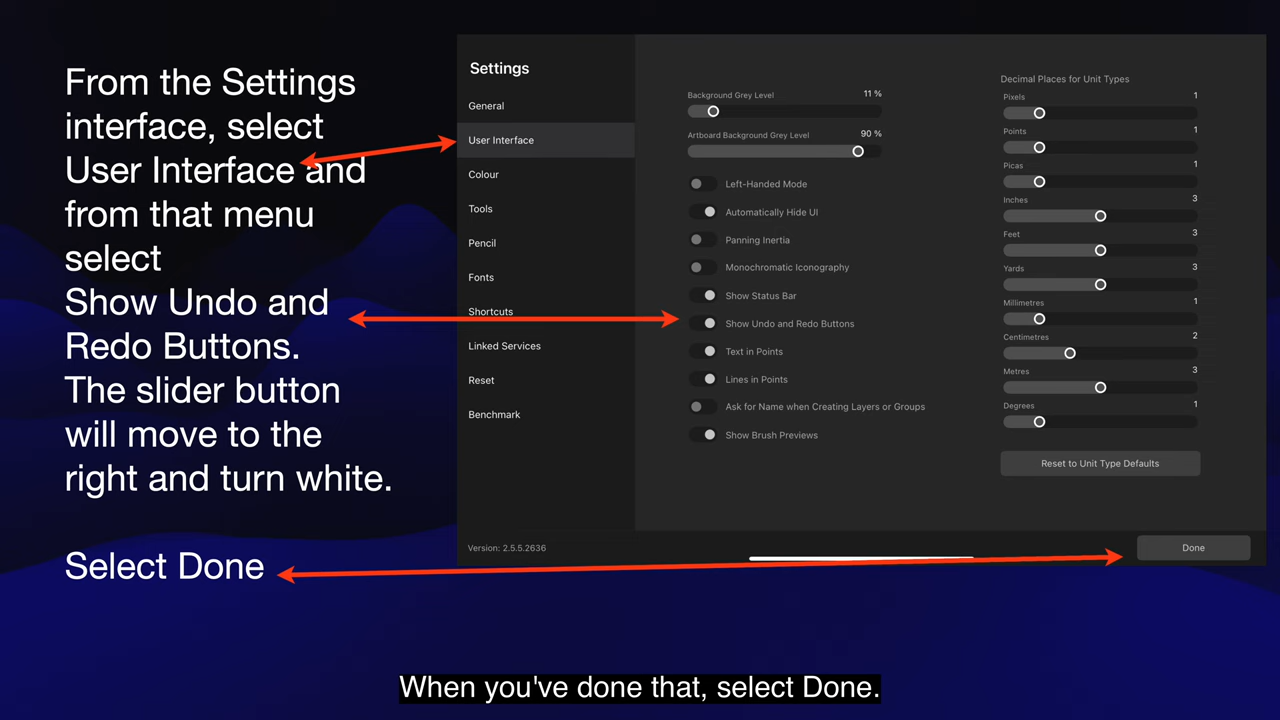 From the Settings
interface, select
User Interface and
from that menu
select
Show Undo and
Redo Buttons.
The slider button
will move to the
right and turn white.
Select Done
Settings
General
User Interface
Colour
Tools
Pencil
Fonts
Shortcuts
Linked Services
Reset
Benchmark
Version: 2.5.5.2636
Background Grey Level 11 %
Artboard Background Grey Level 90 %
Left-Handed Mode
Automatically Hide UI
Panning Inertia
Monochromatic Iconography
Show Status Bar
Show Undo and Redo Buttons
Text in Points
Lines in Points
Ask for Name when Creating Layers or Groups
Show Brush Previews
Decimal Places for Unit Types
Pixels 1
Points 1
Picas 1
Inches 3
Feet 3
Yards 3
Millimetres 1
Centimetres 2
Metres 3
Degrees 1
Reset to Unit Type Defaults
Done
When you've done that, select Done.